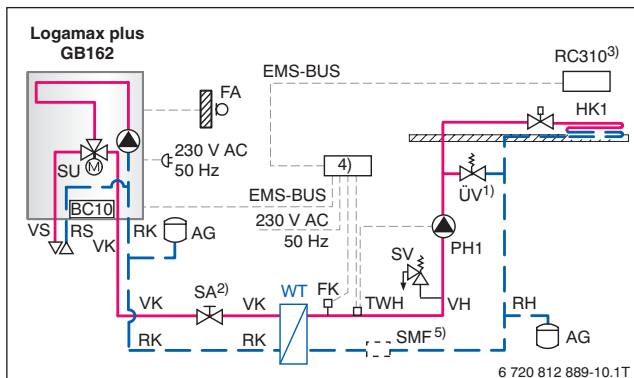 Logamax plus
GB162
RC310³⁾
EMS-BUS
FA
HK1
230 V AC
50 Hz
SU
M
4)
ÜV¹⁾
EMS-BUS
BC10
230 V AC
50 Hz
VS
RS
VK
RK
AG
PH1
SV
SA²⁾
WT
FK
TWH
VH
VK
VK
RH
RK
RK
SMF⁵⁾
AG
6 720 812 889-10.1T